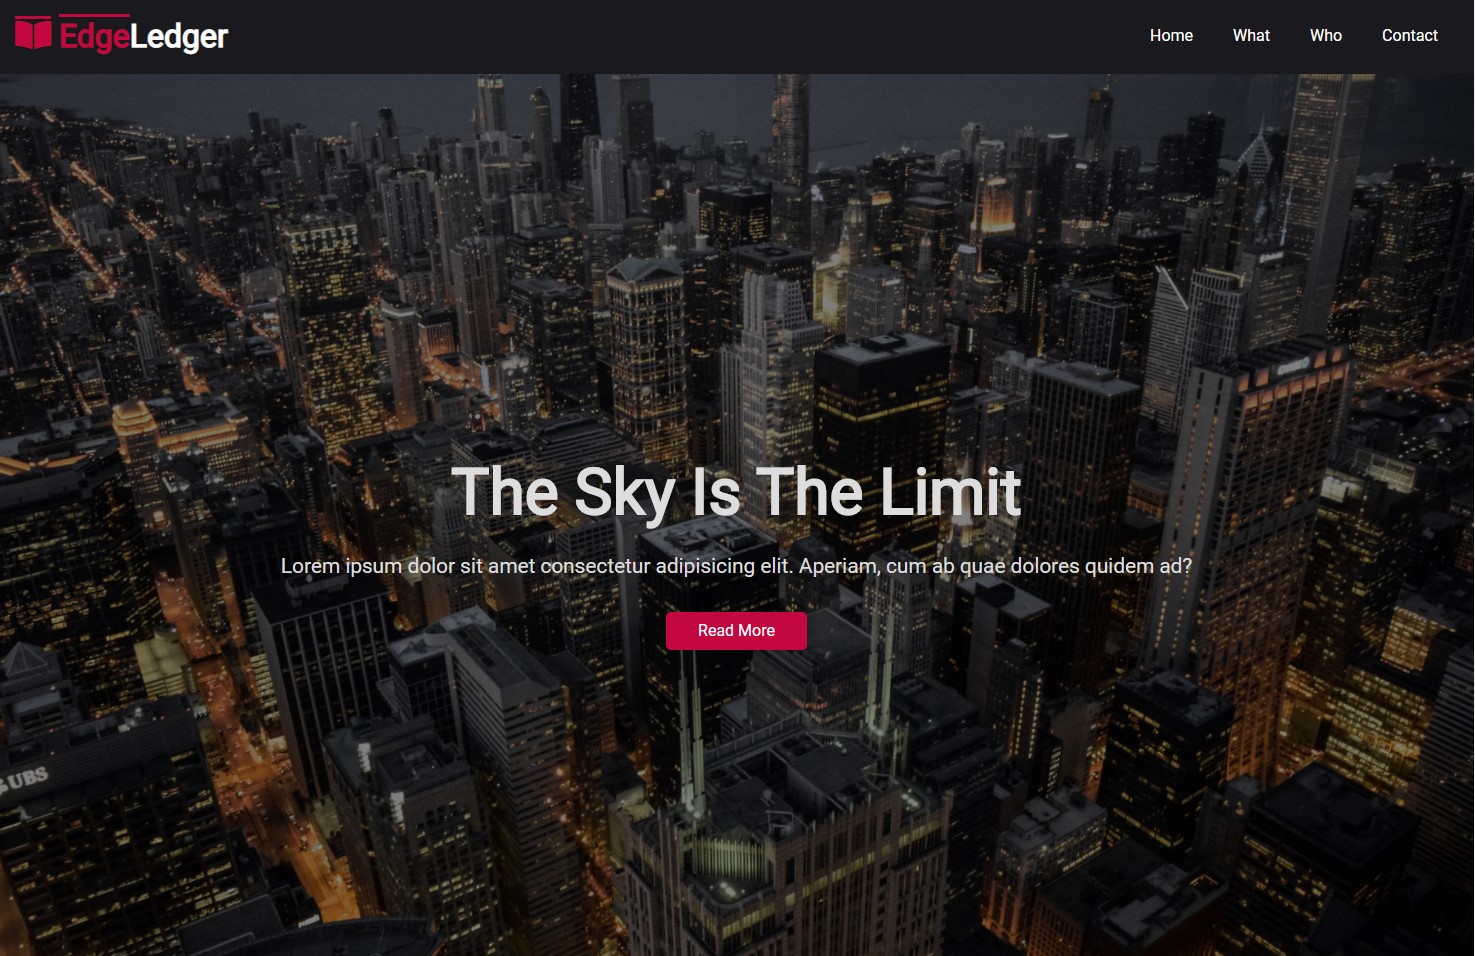 EdgeLedger
Home
What
Who
Contact
The Sky Is The Limit
Lorem ipsum dolor sit amet consectetur adipisicing elit. Aperiam, cum ab quae dolores quidem ad?
Read More
UBS